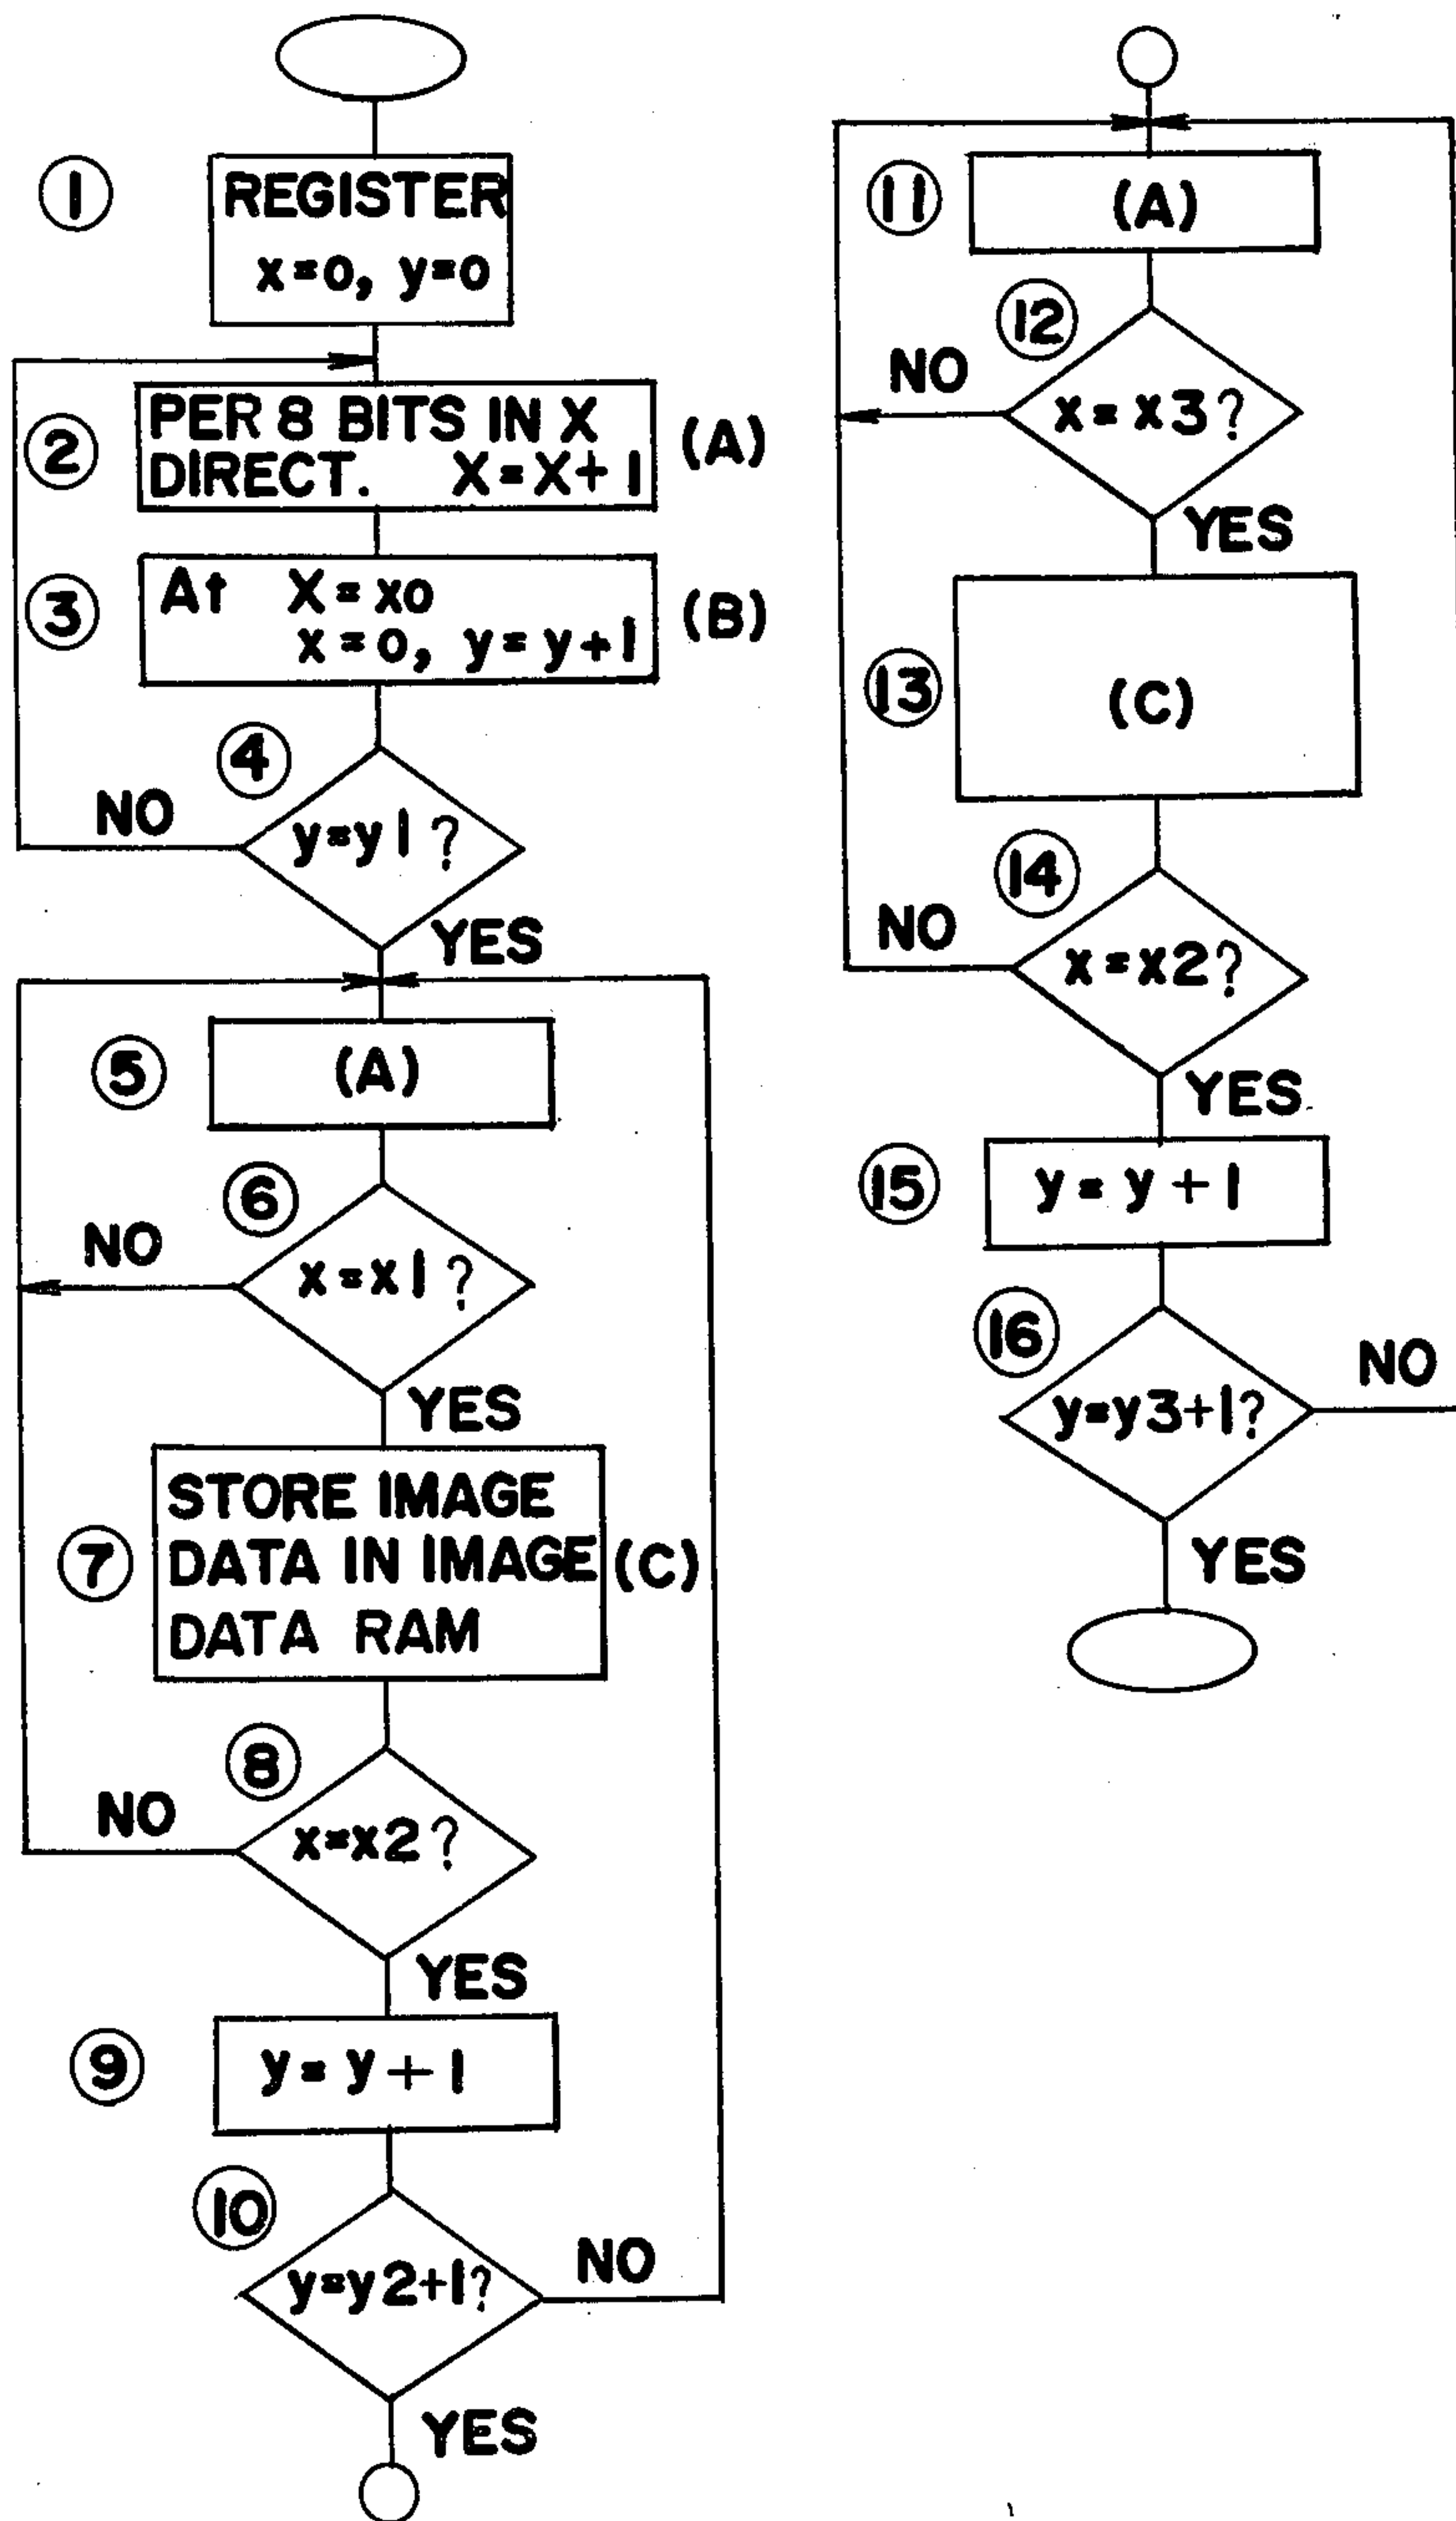 1
REGISTER
x=0, y=0
2
PER 8 BITS IN X
DIRECT. X=X+1
(A)
3
At X=x0
x=0, y=y+1
(B)
4
y=y1?
NO
YES
5
(A)
6
x=x1?
NO
YES
7
STORE IMAGE
DATA IN IMAGE
DATA RAM
(C)
8
x=x2?
NO
YES
9
y=y+1
10
y=y2+1?
NO
YES
11
(A)
12
x=x3?
NO
YES
13
(C)
14
x=x2?
NO
YES
15
y=y+1
16
y=y3+1?
NO
YES